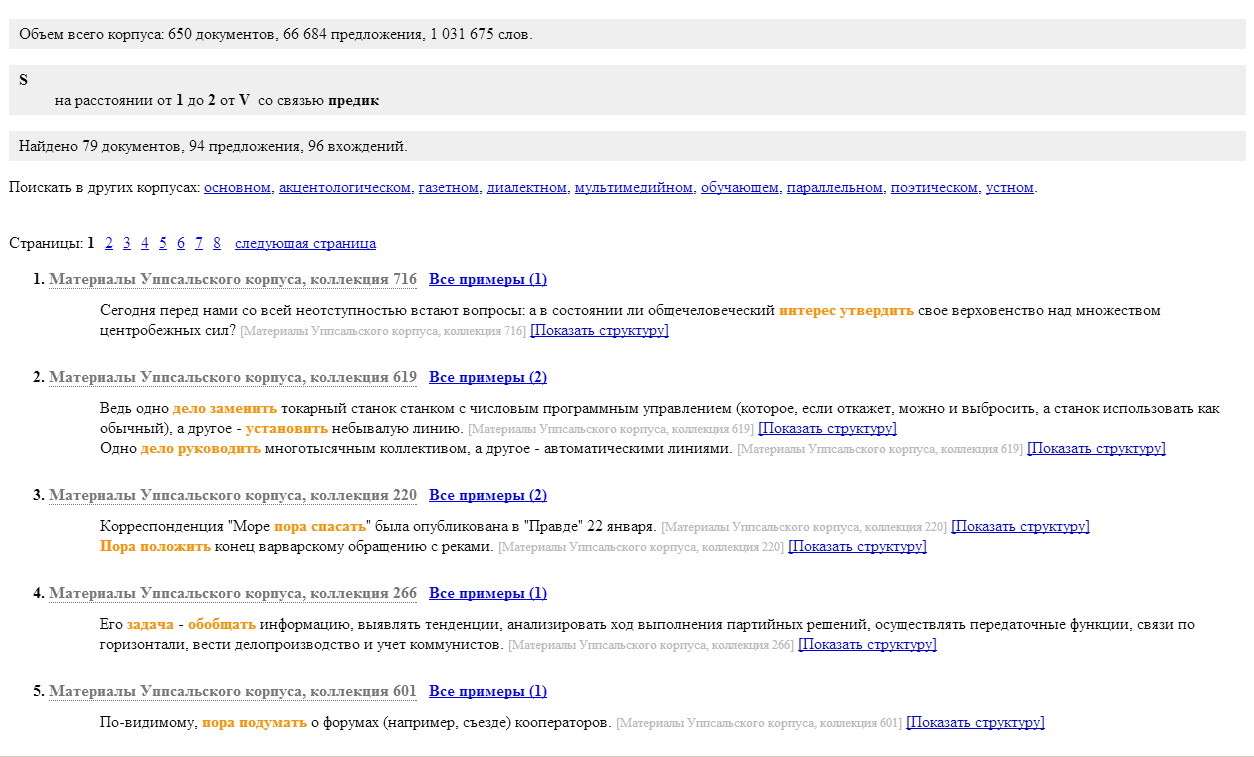 Объем всего корпуса: 650 документов, 66 684 предложения, 1 031 675 слов.
S
на расстоянии от 1 до 2 от V со связью предик
Найдено 79 документов, 94 предложения, 96 вхождений.
Поискать в других корпусах: основном, акцентологическом, газетном, диалектном, мультимедийном, обучающем, параллельном, поэтическом, устном.
Страницы: 1 2 3 4 5 6 7 8 следующая страница
1. Материалы Уппсальского корпуса, коллекция 716 Все примеры (1)
Сегодня перед нами со всей неотступностью встают вопросы: а в состоянии ли общечеловеческий интерес утвердить свое верховенство над множеством
центробежных сил? [Материалы Уппсальского корпуса, коллекция 716] [Показать структуру]
2. Материалы Уппсальского корпуса, коллекция 619 Все примеры (2)
Ведь одно дело заменить токарный станок станком с числовым программным управлением (которое, если откажет, можно и выбросить, а станок использовать как
обычный), а другое - установить небывалую линию. [Материалы Уппсальского корпуса, коллекция 619] [Показать структуру]
Одно дело руководить многотысячным коллективом, а другое - автоматическими линиями. [Материалы Уппсальского корпуса, коллекция 619] [Показать структуру]
3. Материалы Уппсальского корпуса, коллекция 220 Все примеры (2)
Корреспонденция "Море пора спасать" была опубликована в "Правде" 22 января. [Материалы Уппсальского корпуса, коллекция 220] [Показать структуру]
Пора положить конец варварскому обращению с реками. [Материалы Уппсальского корпуса, коллекция 220] [Показать структуру]
4. Материалы Уппсальского корпуса, коллекция 266 Все примеры (1)
Его задача - обобщать информацию, выявлять тенденции, анализировать ход выполнения партийных решений, осуществлять передаточные функции, связи по
горизонтали, вести делопроизводство и учет коммунистов. [Материалы Уппсальского корпуса, коллекция 266] [Показать структуру]
5. Материалы Уппсальского корпуса, коллекция 601 Все примеры (1)
По-видимому, пора подумать о форумах (например, съезде) кооператоров. [Материалы Уппсальского корпуса, коллекция 601] [Показать структуру]